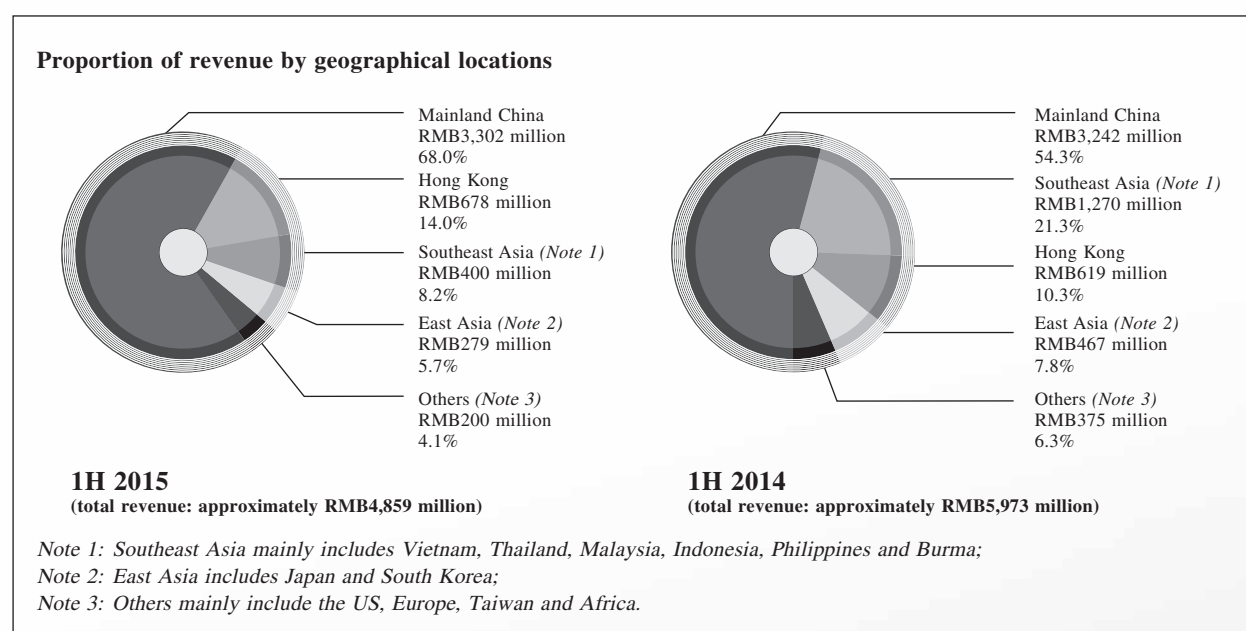 Proportion of revenue by geographical locations
Mainland China
RMB3,302 million
68.0%
Hong Kong
RMB678 million
14.0%
Southeast Asia (Note 1)
RMB400 million
8.2%
East Asia (Note 2)
RMB279 million
5.7%
Others (Note 3)
RMB200 million
4.1%
1H 2015
(total revenue: approximately RMB4,859 million)
Mainland China
RMB3,242 million
54.3%
Southeast Asia (Note 1)
RMB1,270 million
21.3%
Hong Kong
RMB619 million
10.3%
East Asia (Note 2)
RMB467 million
7.8%
Others (Note 3)
RMB375 million
6.3%
1H 2014
(total revenue: approximately RMB5,973 million)
Note 1: Southeast Asia mainly includes Vietnam, Thailand, Malaysia, Indonesia, Philippines and Burma;
Note 2: East Asia includes Japan and South Korea;
Note 3: Others mainly include the US, Europe, Taiwan and Africa.